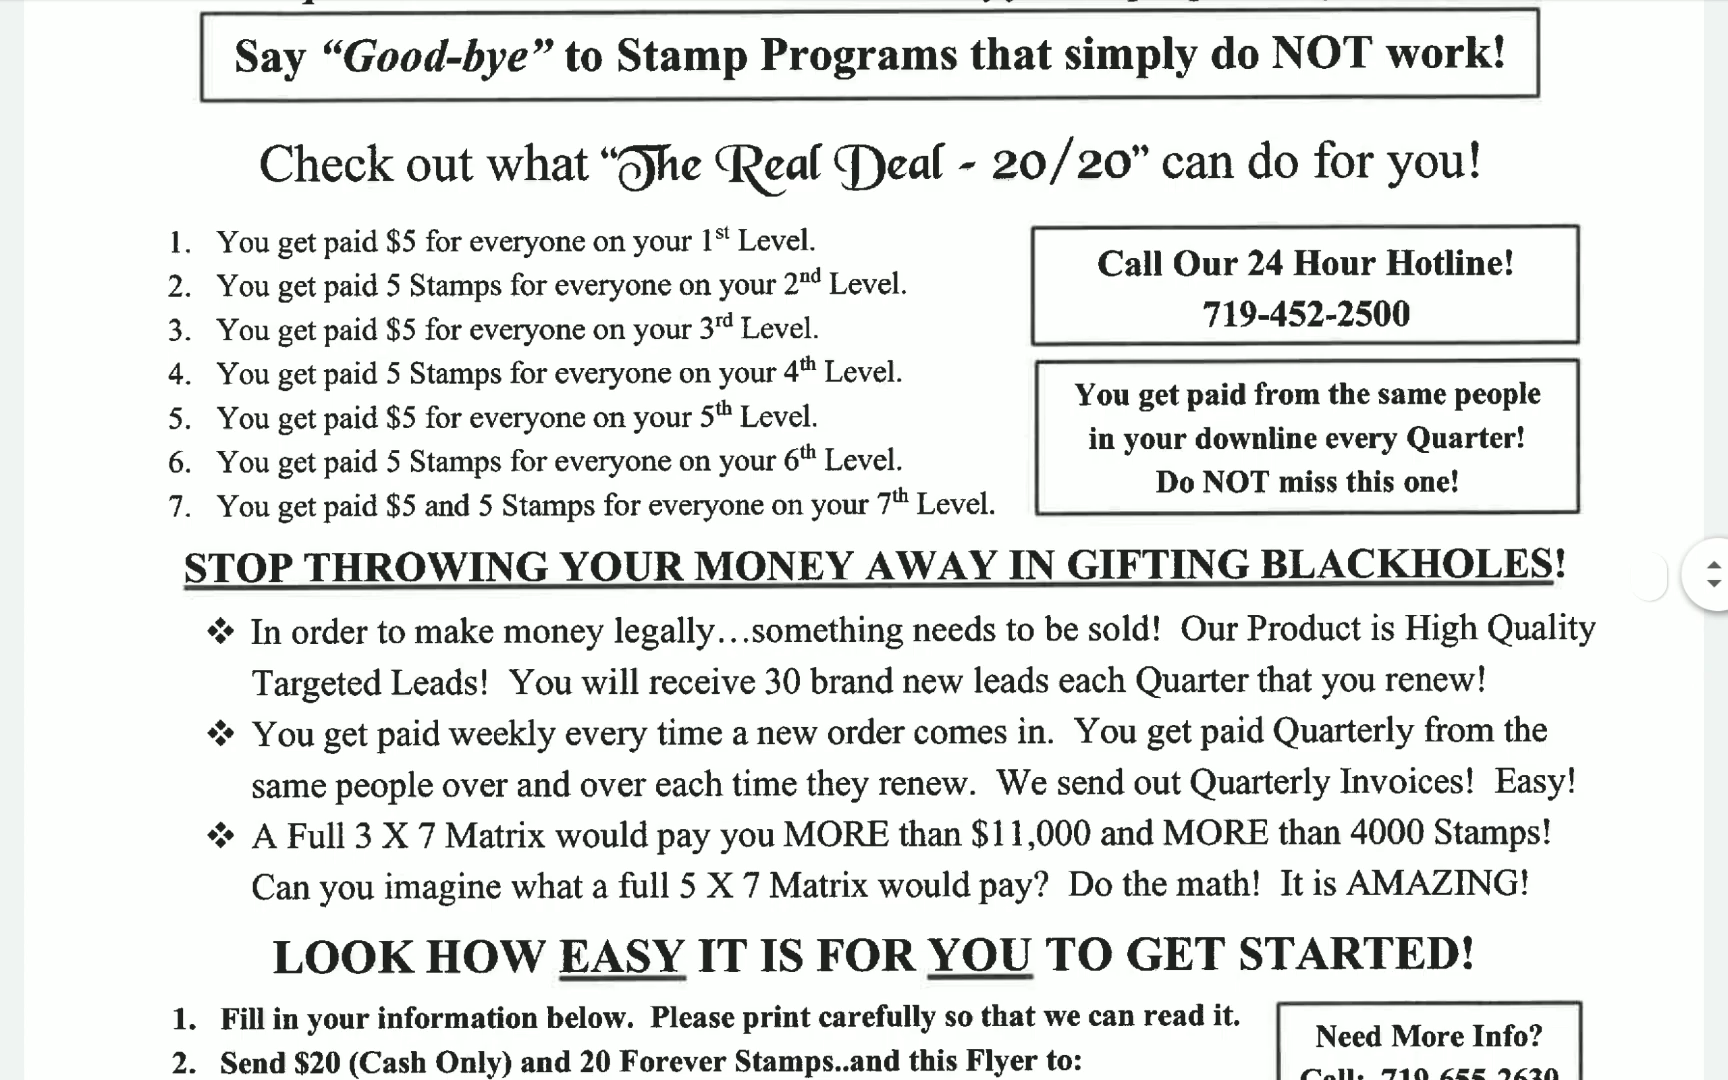 Say “Good-bye” to Stamp Programs that simply do NOT work!
Check out what “The Real Deal - 20/20” can do for you!
1. You get paid $5 for everyone on your 1st Level.
2. You get paid 5 Stamps for everyone on your 2nd Level.
3. You get paid $5 for everyone on your 3rd Level.
4. You get paid 5 Stamps for everyone on your 4th Level.
5. You get paid $5 for everyone on your 5th Level.
6. You get paid 5 Stamps for everyone on your 6th Level.
7. You get paid $5 and 5 Stamps for everyone on your 7th Level.
Call Our 24 Hour Hotline!
719-452-2500
You get paid from the same people
in your downline every Quarter!
Do NOT miss this one!
STOP THROWING YOUR MONEY AWAY IN GIFTING BLACKHOLES!
❖ In order to make money legally…something needs to be sold! Our Product is High Quality
Targeted Leads! You will receive 30 brand new leads each Quarter that you renew!
❖ You get paid weekly every time a new order comes in. You get paid Quarterly from the
same people over and over each time they renew. We send out Quarterly Invoices! Easy!
❖ A Full 3 X 7 Matrix would pay you MORE than $11,000 and MORE than 4000 Stamps!
Can you imagine what a full 5 X 7 Matrix would pay? Do the math! It is AMAZING!
LOOK HOW EASY IT IS FOR YOU TO GET STARTED!
1. Fill in your information below. Please print carefully so that we can read it.
2. Send $20 (Cash Only) and 20 Forever Stamps..and this Flyer to:
Need More Info?
Call: 719-655-2630